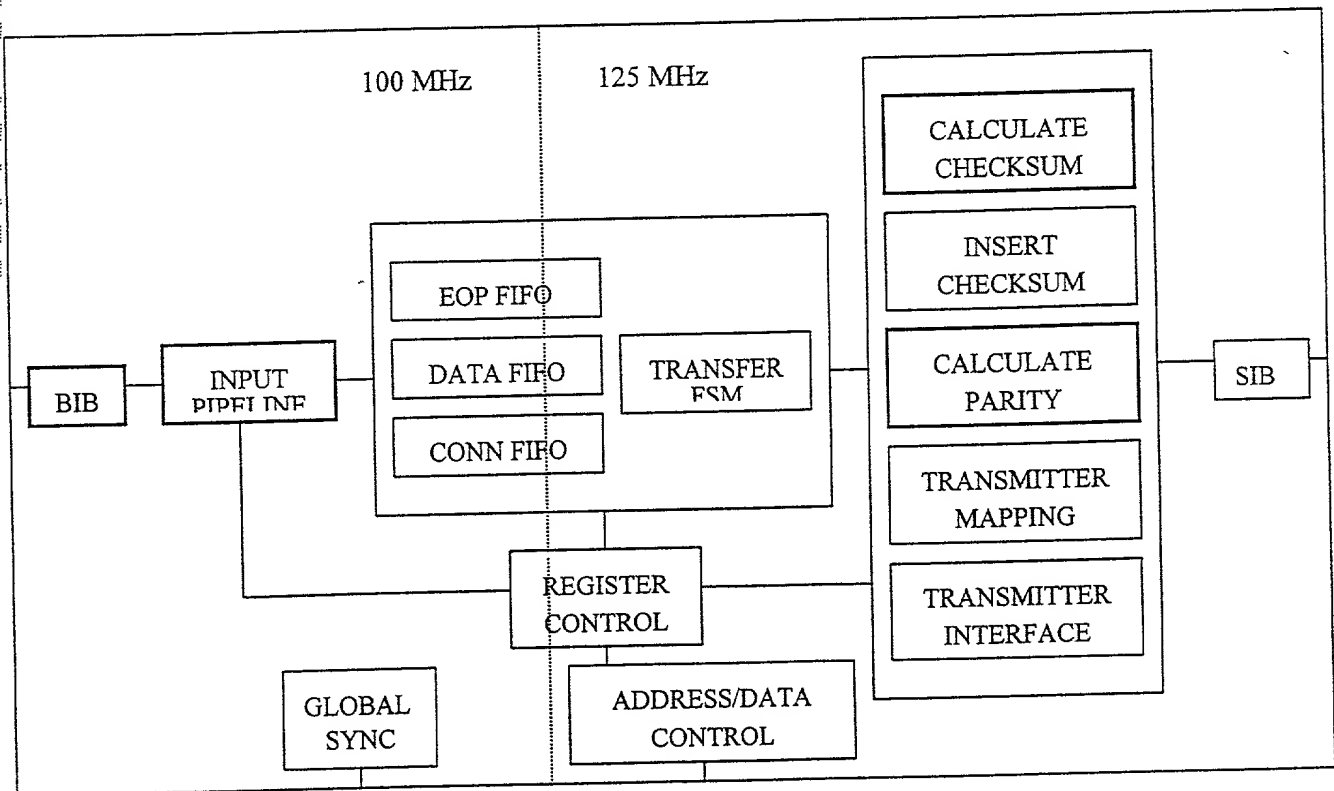 100 MHz
125 MHz
CALCULATE
CHECKSUM
INSERT
CHECKSUM
EOP FIFO
DATA FIFO
TRANSFER
FSM
CALCULATE
PARITY
BIB
INPUT
PIPELINE
SIB
CONN FIFO
TRANSMITTER
MAPPING
REGISTER
CONTROL
TRANSMITTER
INTERFACE
GLOBAL
SYNC
ADDRESS/DATA
CONTROL